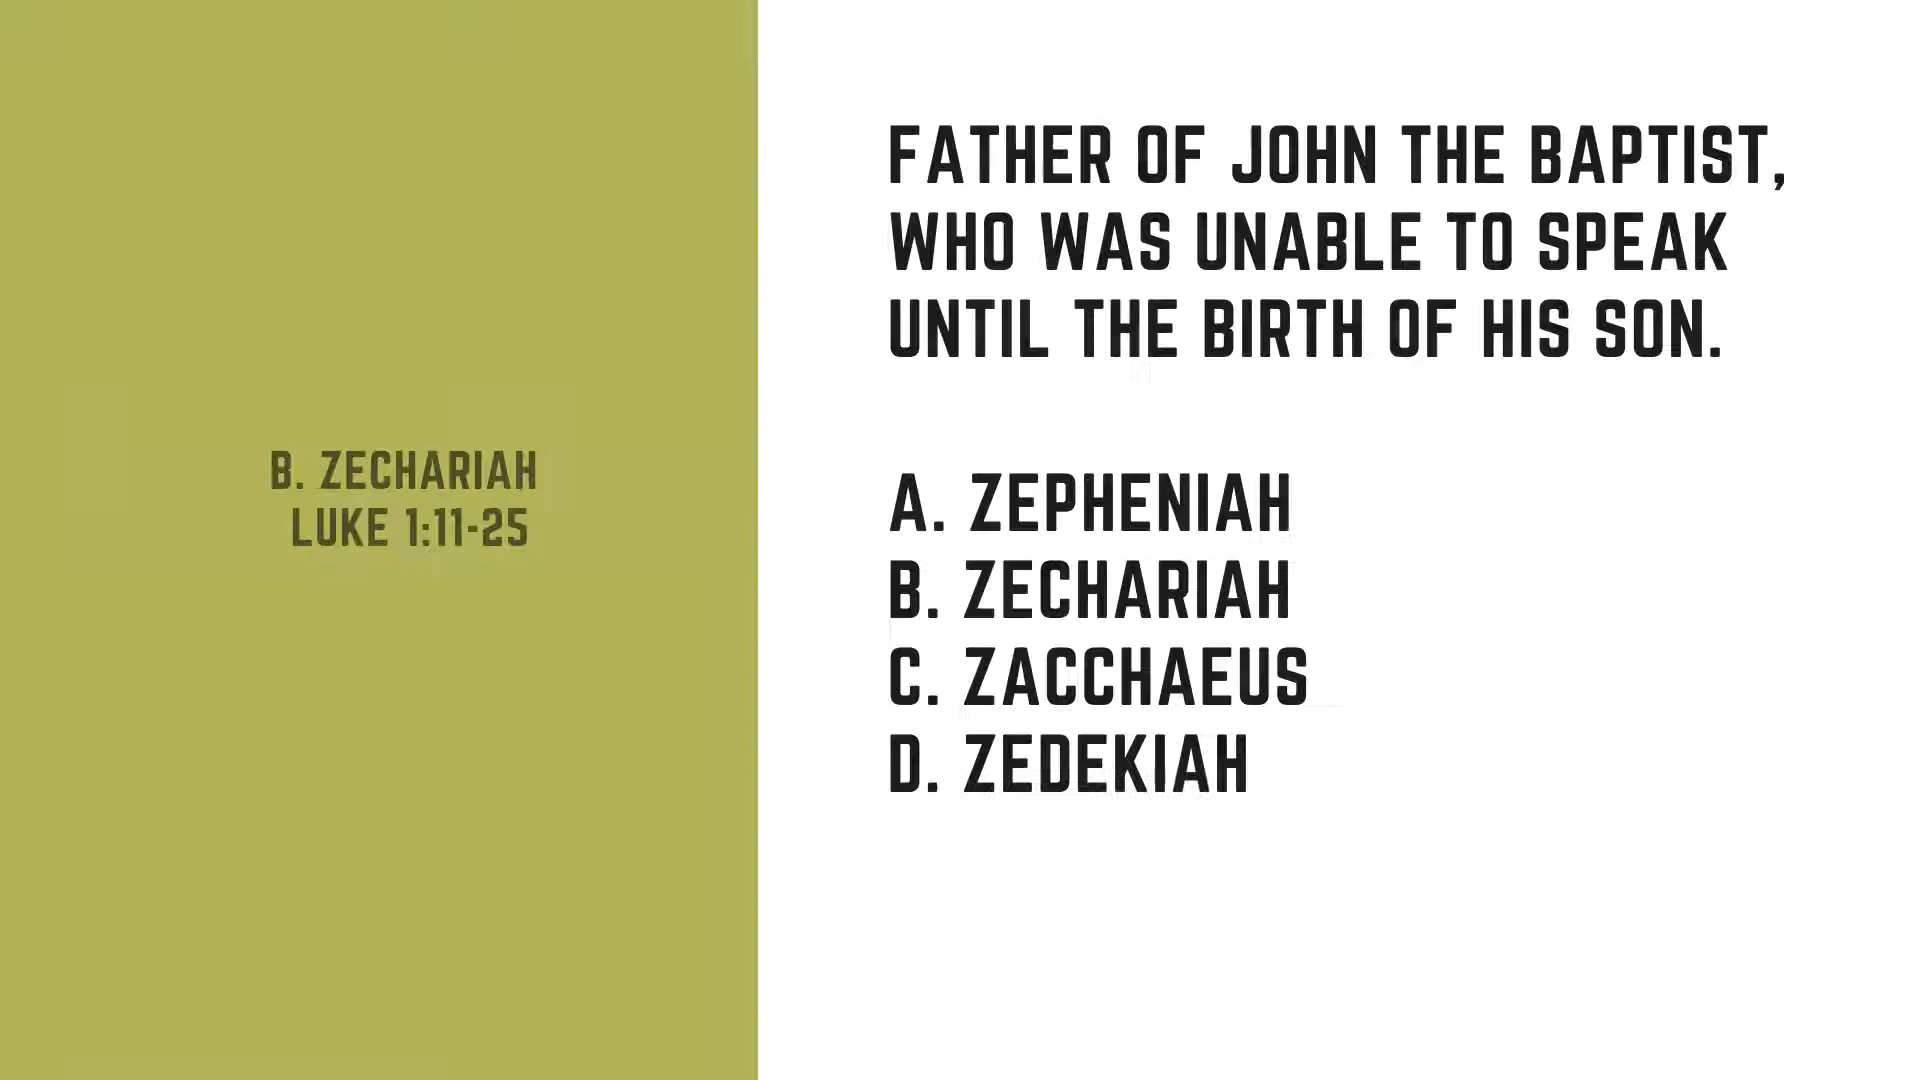 B. ZECHARIAH
LUKE 1:11-25
FATHER OF JOHN THE BAPTIST,
WHO WAS UNABLE TO SPEAK
UNTIL THE BIRTH OF HIS SON.
A. ZEPHENIAH
B. ZECHARIAH
C. ZACCHAEUS
D. ZEDEKIAH